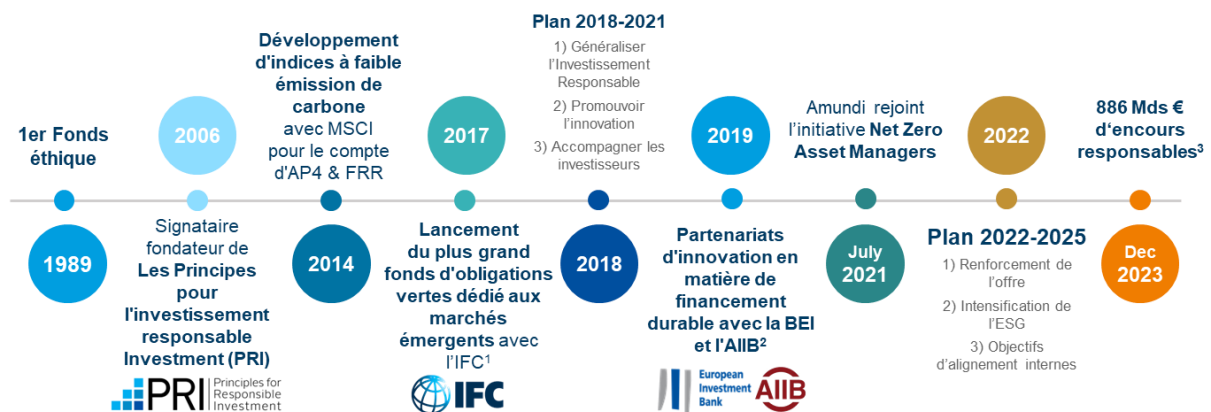 1er Fonds
éthique
1989
2006
Signataire
fondateur de
Les Principes
pour
l'investissement
responsable
Investment (PRI)
PRI
Principles for
Responsible
Investment
Développement
d'indices à faible
émission de
carbone
avec MSCI
pour le compte
d'AP4 & FRR
2014
2017
Lancement
du plus grand
fonds d'obligations
vertes dédié aux
marchés
émergents avec
l'IFC¹
IFC
Plan 2018-2021
1) Généraliser
l'Investissement
Responsable
2) Promouvoir
l'innovation
3) Accompagner les
investisseurs
2018
2019
Partenariats
d'innovation en
matière de
financement
durable avec la BEI
et l'AIIB²
European
Investment
Bank
AIIB
Amundi rejoint
l'initiative Net Zero
Asset Managers
July
2021
2022
Plan 2022-2025
1) Renforcement de
l'offre
2) Intensification de
l'ESG
3) Objectifs
d'alignement internes
886 Mds €
d'encours
responsables³
Dec
2023